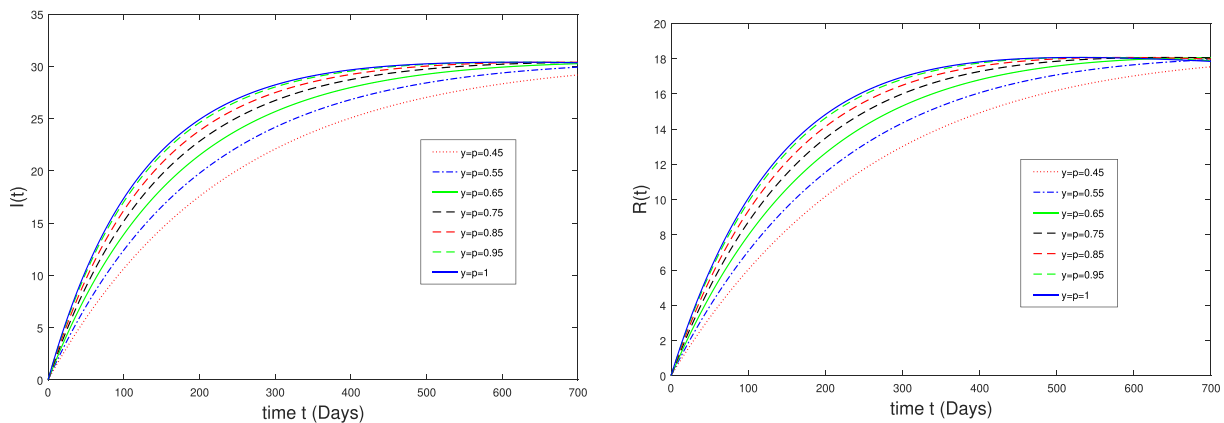 35
30
25
20
15
10
5
0
I(t)
0 100 200 300 400 500 600 700
time t (Days)
y=p=0.45
y=p=0.55
y=p=0.65
y=p=0.75
y=p=0.85
y=p=0.95
y=p=1
20
18
16
14
12
10
8
6
4
2
0
R(t)
0 100 200 300 400 500 600 700
time t (Days)
y=p=0.45
y=p=0.55
y=p=0.65
y=p=0.75
y=p=0.85
y=p=0.95
y=p=1